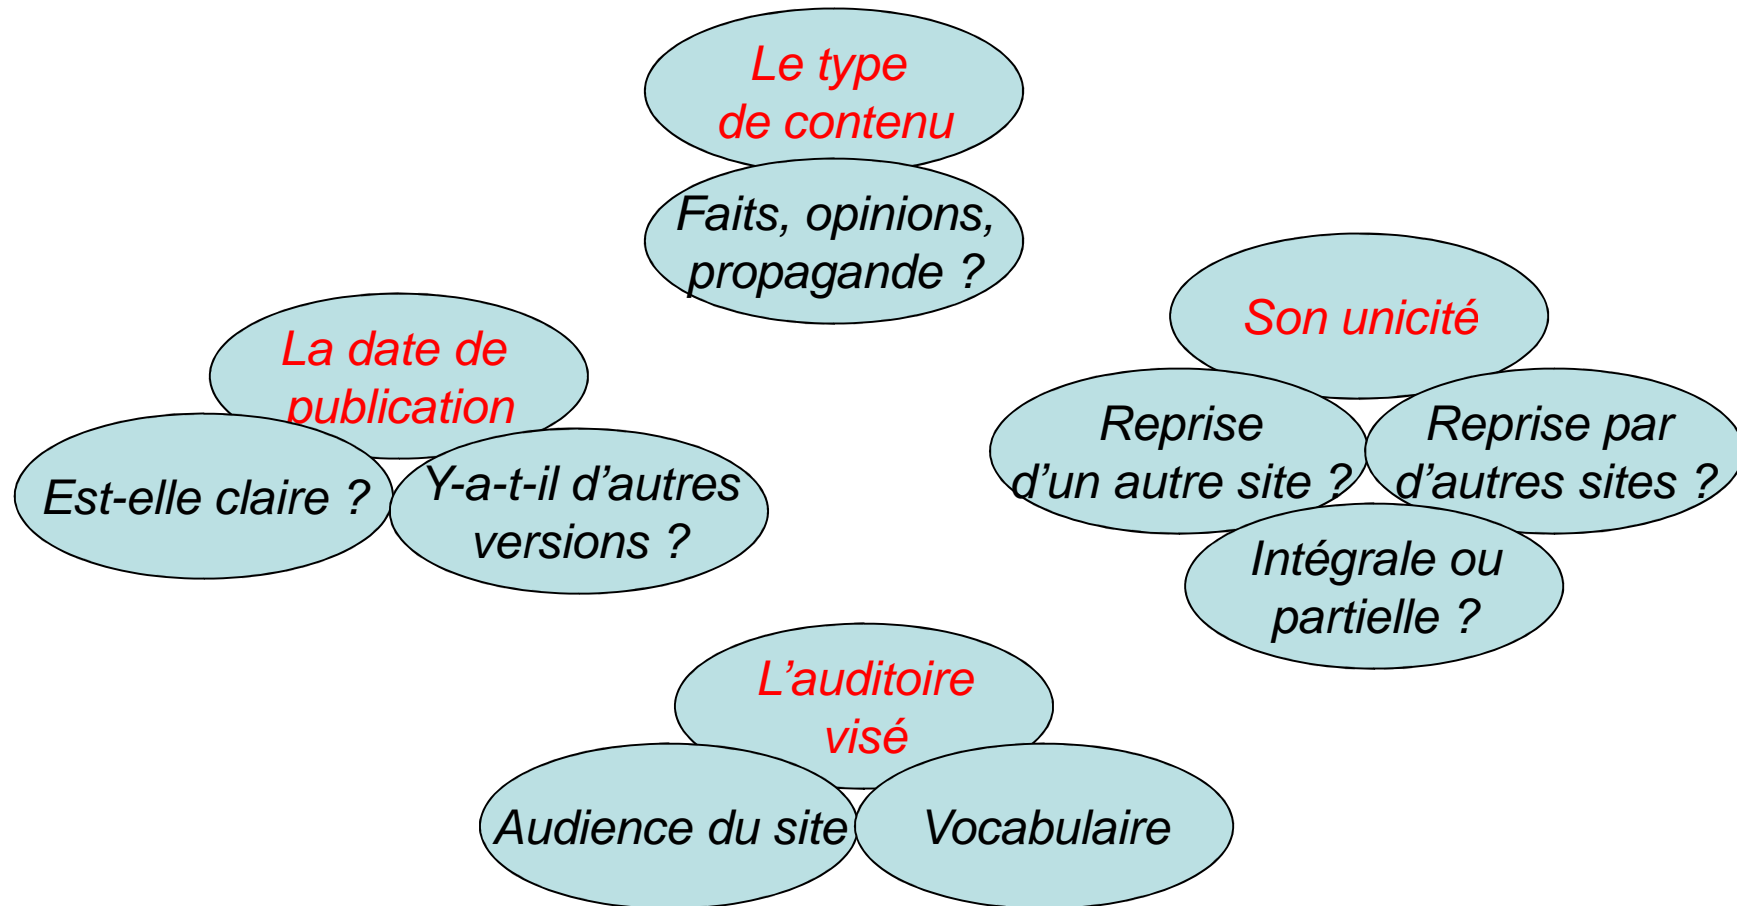 Le type
de contenu
Faits, opinions,
propagande ?
La date de
publication
Est-elle claire ?
Y-a-t-il d’autres
versions ?
Son unicité
Reprise
d’un autre site ?
Reprise par
d’autres sites ?
Intégrale ou
partielle ?
L’auditoire
visé
Audience du site
Vocabulaire